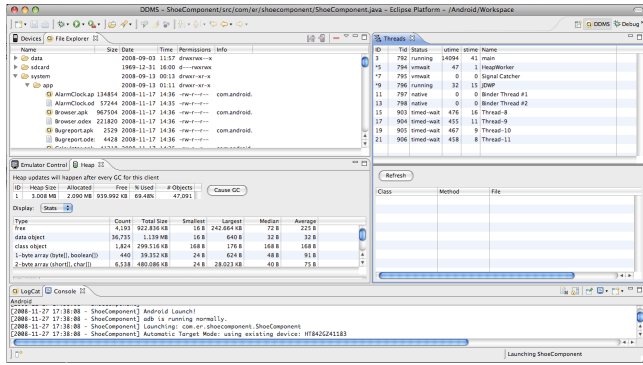 DDMS - ShoeComponent/src/com/er/shoecomponent/ShoeComponent.java - Eclipse Platform - /Android/Workspace
DDMS Debug
Devices File Explorer
Name Size Date Time Permissions Info
data 2008-09-03 11:57 drwxrwx--x
sdcard 1969-12-31 16:00 d---rwxrwx
system 2008-09-13 00:13 drwxr-xr-x
app 2008-09-13 01:11 drwxr-xr-x
AlarmClock.ap 134854 2008-11-17 14:36 -rw-r--r-- com.android.
AlarmClock.od 57244 2008-11-17 14:35 -rw-r--r--
Browser.apk 967504 2008-11-17 14:36 -rw-r--r-- com.android.
Browser.odex 221820 2008-11-17 14:36 -rw-r--r--
Bugreport.apk 2529 2008-11-17 14:36 -rw-r--r-- com.android.
Bugreport.ode 4428 2008-11-17 14:36 -rw-r--r--
Threads
ID Tid Status utime stime Name
3 792 running 14094 41 main
*5 794 vmwait 47 1 HeapWorker
*7 795 vmwait 0 0 Signal Catcher
*9 796 running 32 15 JDWP
11 797 native 0 0 Binder Thread #1
13 798 native 0 0 Binder Thread #2
15 903 timed-wait 476 16 Thread-8
17 904 timed-wait 455 11 Thread-9
19 905 timed-wait 467 9 Thread-10
21 906 timed-wait 458 8 Thread-11
Refresh
Class Method File
Emulator Control Heap
Heap updates will happen after every GC for this client
ID Heap Size Allocated Free % Used # Objects
1 3.008 MB 2.090 MB 939.992 KB 69.48% 47,091
Cause GC
Display: Stats
Type Count Total Size Smallest Largest Median Average
free 4,193 922.836 KB 16 B 242.664 KB 72 B 225 B
data object 36,735 1.139 MB 16 B 640 B 32 B 32 B
class object 1,824 299.516 KB 168 B 176 B 168 B 168 B
1-byte array (byte[], boolean[]) 440 39.352 KB 24 B 624 B 48 B 91 B
2-byte array (short[], char[]) 6,538 480.086 KB 24 B 28.023 KB 40 B 75 B
LogCat Console
Android
[2008-11-27 17:38:08 - ShoeComponent] Android Launch!
[2008-11-27 17:38:08 - ShoeComponent] adb is running normally.
[2008-11-27 17:38:08 - ShoeComponent] Launching: com.er.shoecomponent.ShoeComponent
[2008-11-27 17:38:08 - ShoeComponent] Automatic Target Mode: using existing device: HT842GZ41183
Launching ShoeComponent